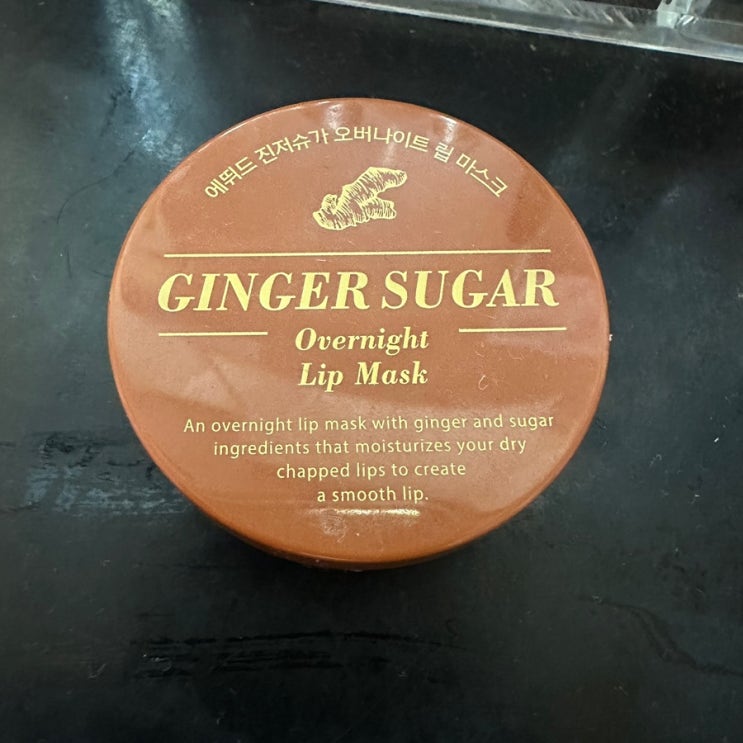 에뛰드 진저슈가 오버나이트 립 마스크
GINGER SUGAR
Overnight
Lip Mask
An overnight lip mask with ginger and sugar
ingredients that moisturizes your dry
chapped lips to create
a smooth lip.